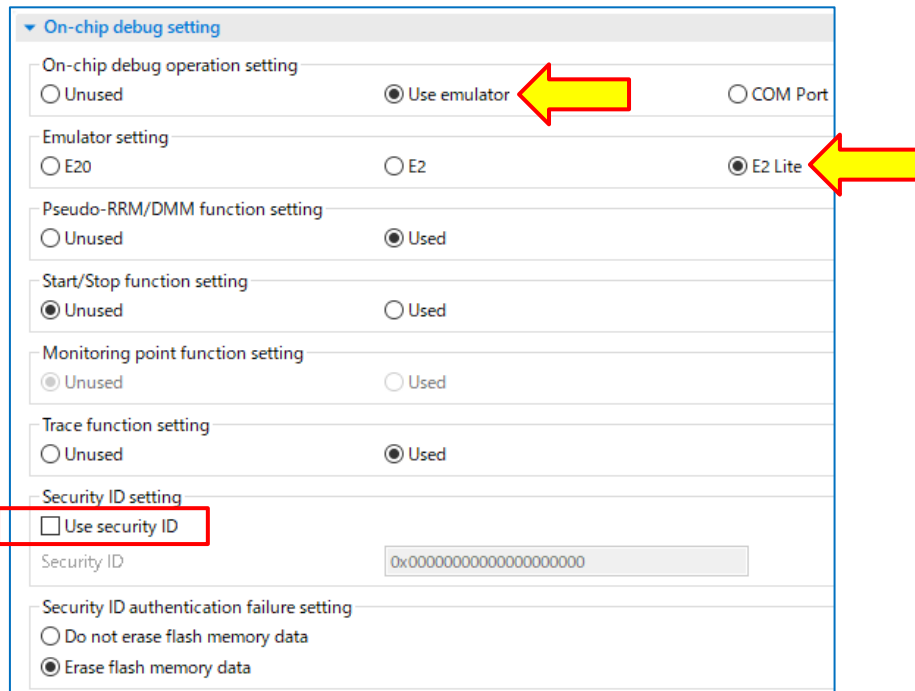 On-chip debug setting
On-chip debug operation setting
Unused Use emulator COM Port
Emulator setting
E20 E2 E2 Lite
Pseudo-RRM/DMM function setting
Unused Used
Start/Stop function setting
Unused Used
Monitoring point function setting
Unused Used
Trace function setting
Unused Used
Security ID setting
Use security ID
Security ID 0x00000000000000000000
Security ID authentication failure setting
Do not erase flash memory data
Erase flash memory data